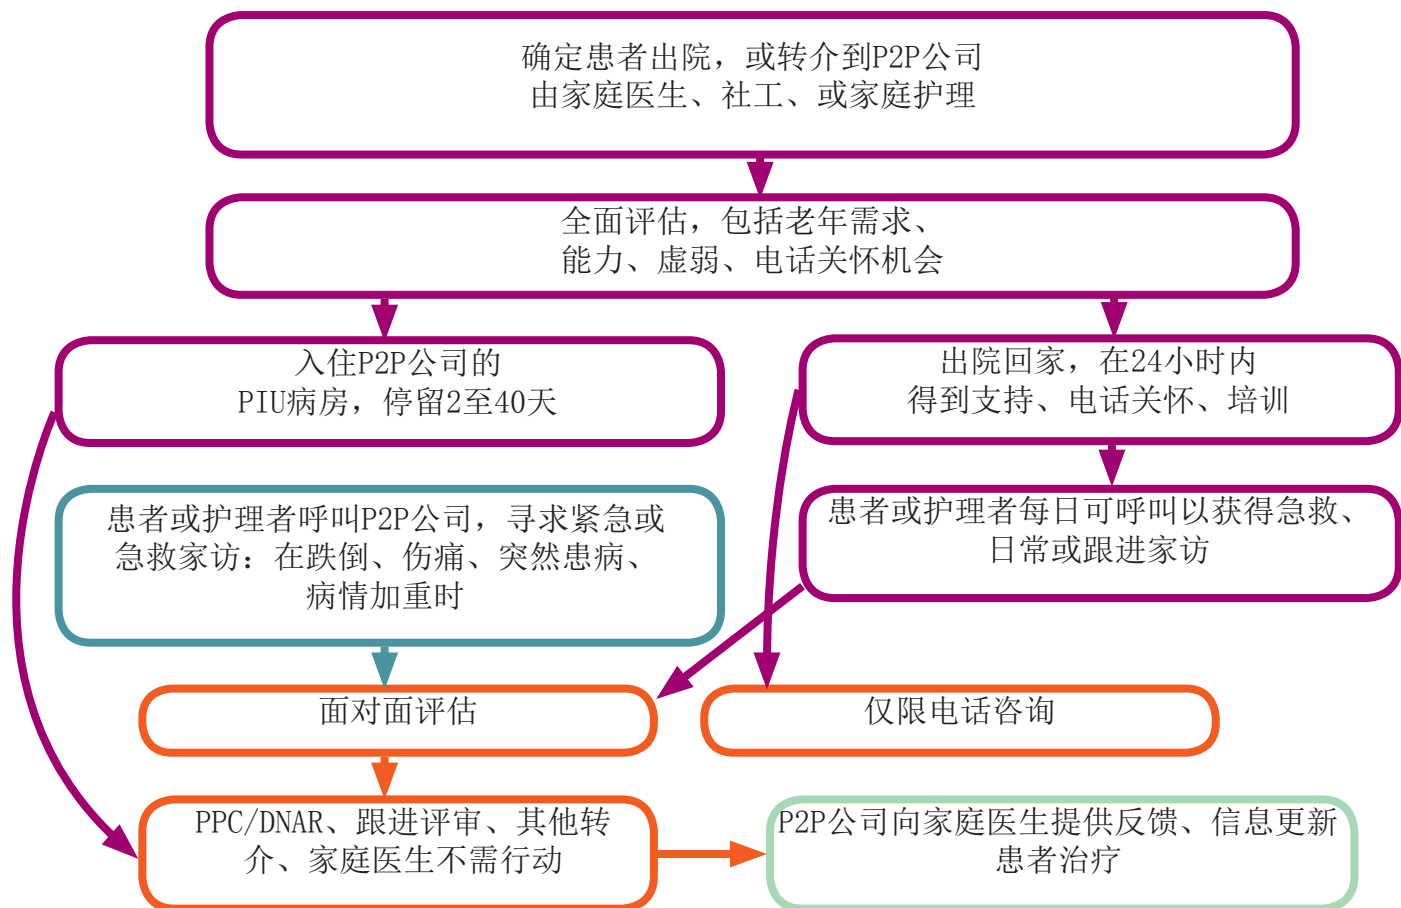 确定患者出院，或转介到P2P公司
由家庭医生、社工、或家庭护理
全面评估，包括老年需求、
能力、虚弱、电话关怀机会
入住P2P公司的
PIU病房，停留2至40天
出院回家，在24小时内
得到支持、电话关怀、培训
患者或护理者呼叫P2P公司，寻求紧急或
急救家访：在跌倒、伤痛、突然患病、
病情加重时
患者或护理者每日可呼叫以获得急救、
日常或跟进家访
面对面评估
仅限电话咨询
PPC/DNAR、跟进评审、其他转
介、家庭医生不需行动
P2P公司向家庭医生提供反馈、信息更新
患者治疗